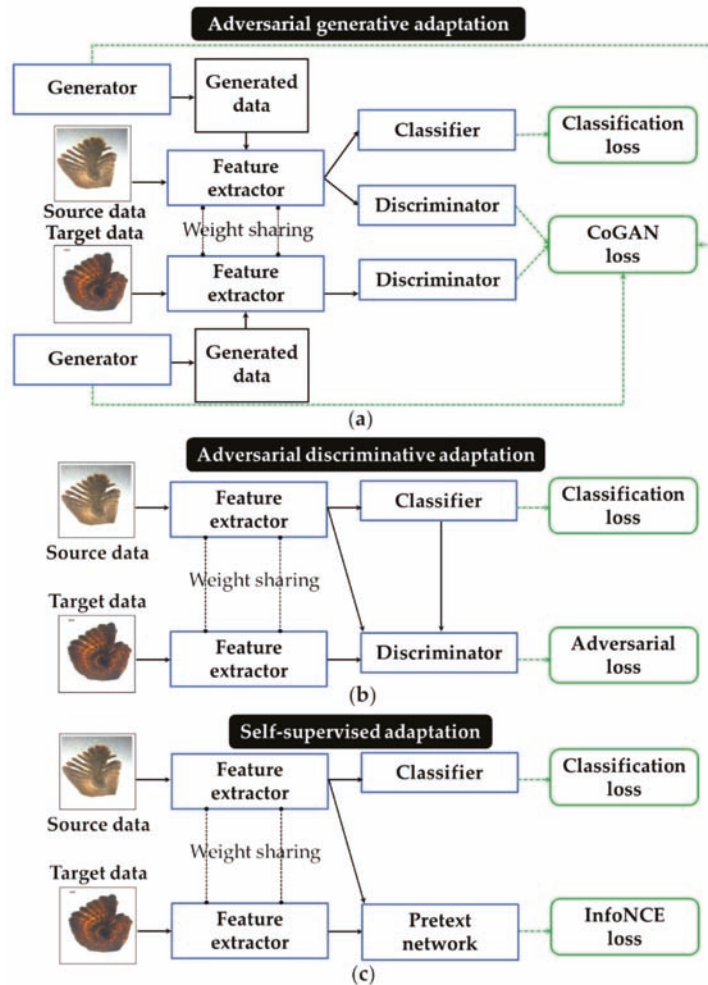 Adversarial generative adaptation
Generator
Generated
data
Classifier
Classification
loss
Feature
extractor
Source data
Target data
Weight sharing
Discriminator
CoGAN
loss
Feature
extractor
Discriminator
Generator
Generated
data
(a)
Adversarial discriminative adaptation
Feature
extractor
Classifier
Classification
loss
Source data
Weight sharing
Target data
Feature
extractor
Discriminator
Adversarial
loss
(b)
Self-supervised adaptation
Feature
extractor
Classifier
Classification
loss
Source data
Weight sharing
Target data
Feature
extractor
Pretext
network
InfoNCE
loss
(c)